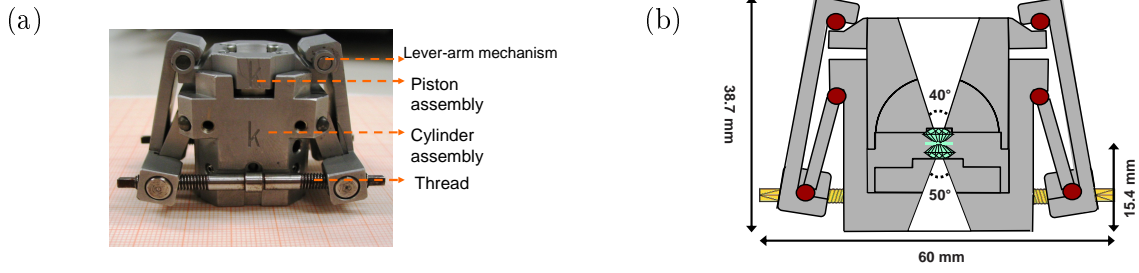 (a)
Lever-arm mechanism
Piston
assembly
Cylinder
assembly
Thread
k
(b)
38.7 mm
40°
50°
15.4 mm
60 mm